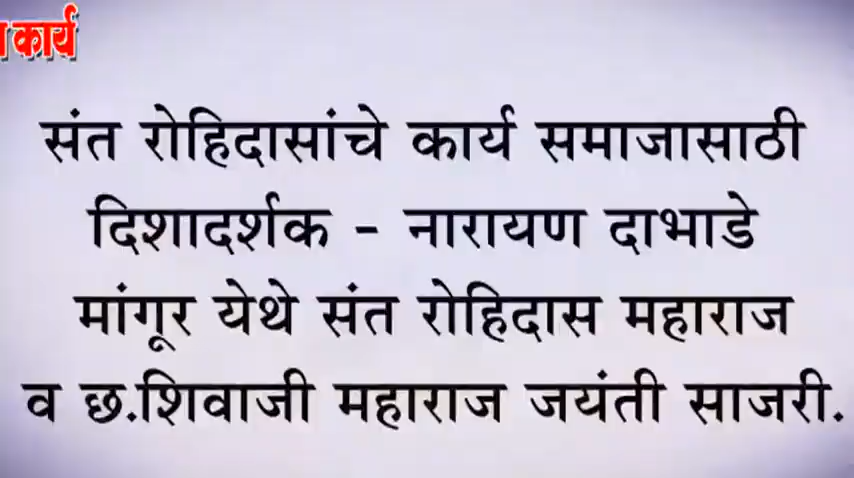 कार्य
संत रोहिदासांचे कार्य समाजासाठी
दिशादर्शक - नारायण दाभाडे
मांगूर येथे संत रोहिदास महाराज
व छ.शिवाजी महाराज जयंती साजरी.